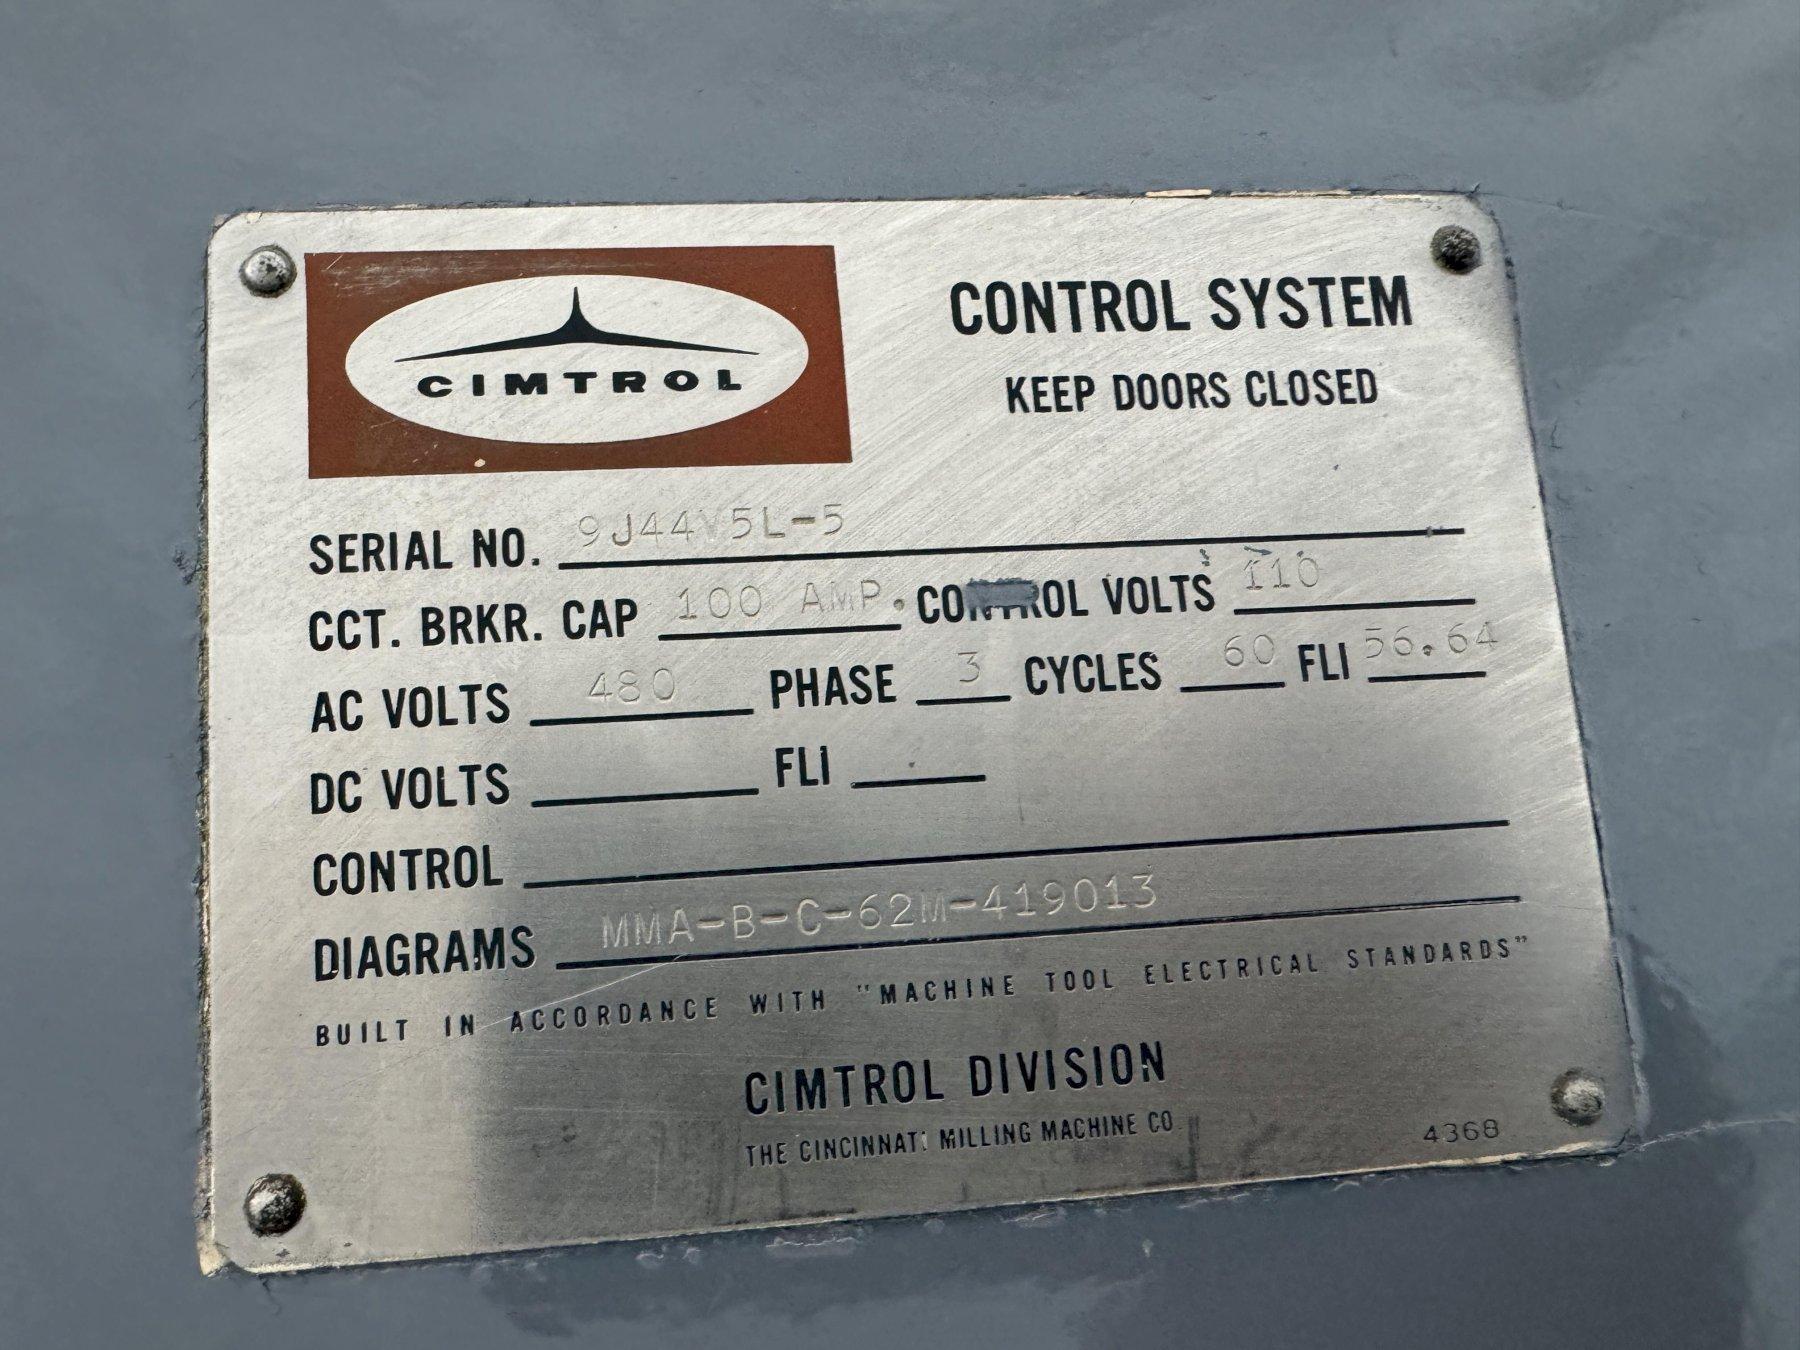 CIMTROL
CONTROL SYSTEM
KEEP DOORS CLOSED
SERIAL NO. 9J44Y5L-5
CCT. BRKR. CAP 100 AMP. CONTROL VOLTS 110
AC VOLTS 480 PHASE 3 CYCLES 60 FLI 56.64
DC VOLTS FLI
CONTROL
DIAGRAMS MMA-B-C-62M-419013
BUILT IN ACCORDANCE WITH "MACHINE TOOL ELECTRICAL STANDARDS"
CIMTROL DIVISION
THE CINCINNATI MILLING MACHINE CO.
4368